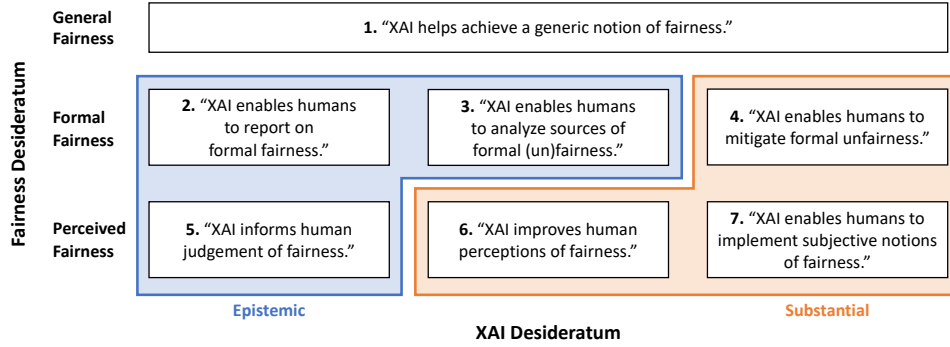 General
Fairness
1. “XAI helps achieve a generic notion of fairness.”
Fairness Desideratum
Formal
Fairness
2. “XAI enables humans
to report on
formal fairness.”
3. “XAI enables humans
to analyze sources of
formal (un)fairness.”
4. “XAI enables humans to
mitigate formal unfairness.”
Perceived
Fairness
5. “XAI informs human
judgement of fairness.”
6. “XAI improves human
perceptions of fairness.”
7. “XAI enables humans to
implement subjective notions
of fairness.”
Epistemic
Substantial
XAI Desideratum